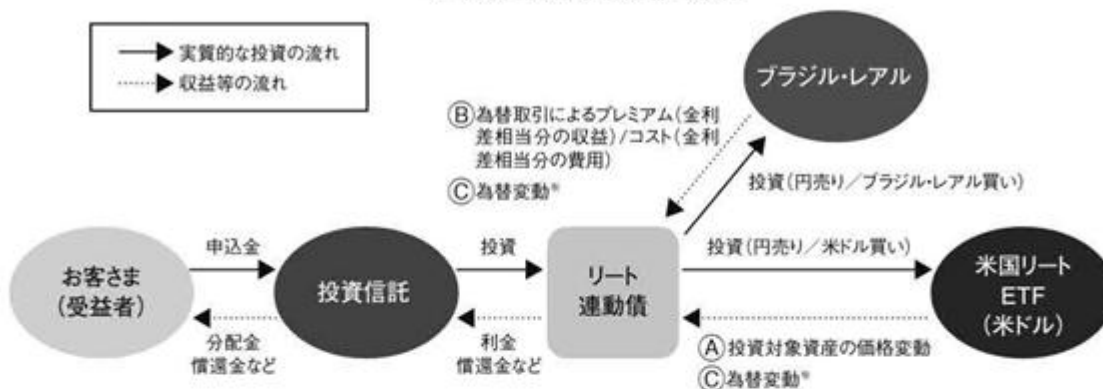 実質的な投資の流れ
収益等の流れ
ブラジル・レアル
Ⓑ為替取引によるプレミアム(金利
差相当分の収益)/コスト(金利
差相当分の費用)
Ⓒ為替変動※
投資(円売り/ブラジル・レアル買い)
お客さま
(受益者)
申込金
分配金
償還金など
投資信託
投資
利金
償還金など
リート
連動債
投資(円売り/米ドル買い)
Ⓐ投資対象資産の価格変動
Ⓒ為替変動※
米国リート
ETF
(米ドル)